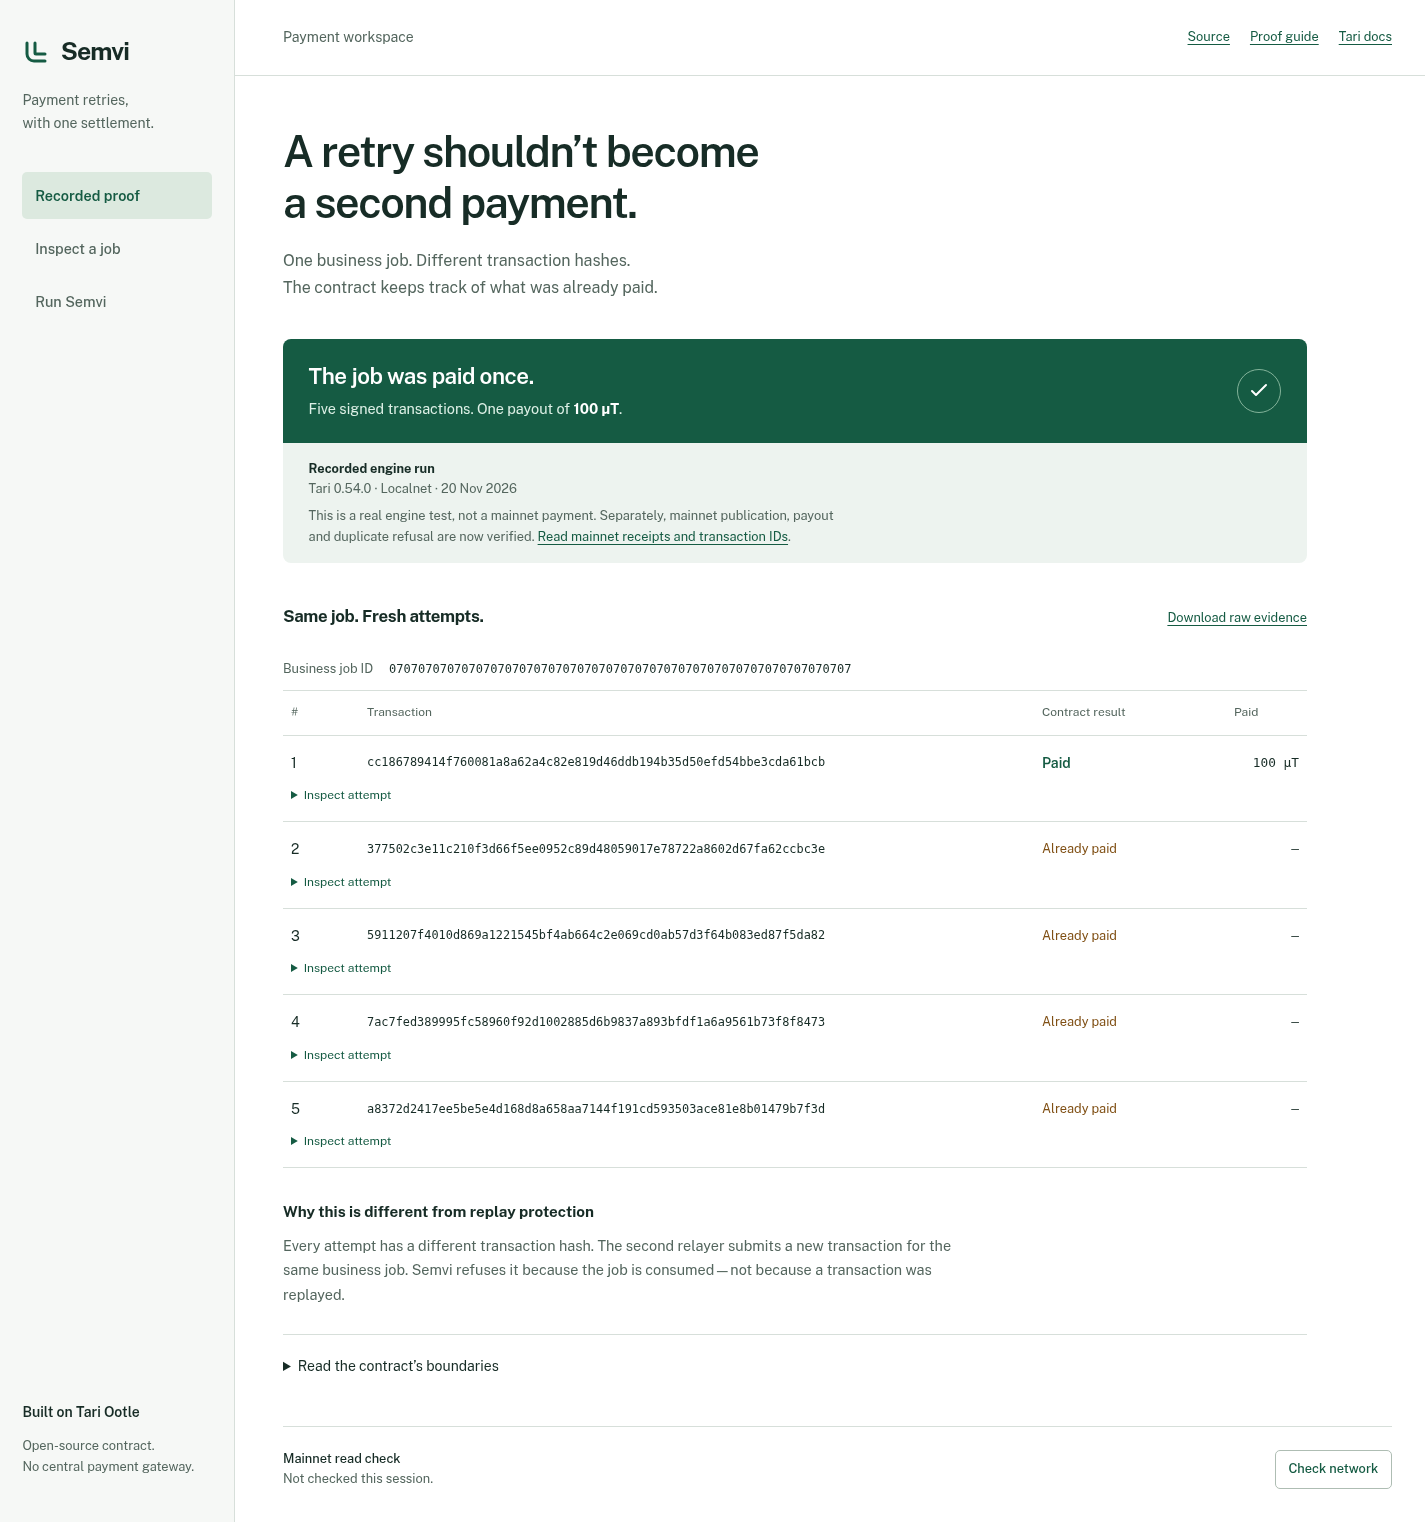 Semvi
Payment retries,
with one settlement.
Recorded proof
Inspect a job
Run Semvi
Built on Tari Ootle
Open-source contract.
No central payment gateway.
Payment workspace
Source
Proof guide
Tari docs
A retry shouldn’t become
a second payment.
One business job. Different transaction hashes.
The contract keeps track of what was already paid.
The job was paid once.
Five signed transactions. One payout of 100 µT.
Recorded engine run
Tari 0.54.0 · Localnet · 20 Nov 2026
This is a real engine test, not a mainnet payment. Separately, mainnet publication, payout
and duplicate refusal are now verified. Read mainnet receipts and transaction IDs.
Same job. Fresh attempts.
Download raw evidence
Business job ID 0707070707070707070707070707070707070707070707070707070707070707
# Transaction Contract result Paid
1 cc186789414f760081a8a62a4c82e819d46ddb194b35d50efd54bbe3cda61bcb Paid 100 µT
▶ Inspect attempt
2 377502c3e11c210f3d66f5ee0952c89d48059017e78722a8602d67fa62ccbc3e Already paid —
▶ Inspect attempt
3 5911207f4010d869a1221545bf4ab664c2e069cd0ab57d3f64b083ed87f5da82 Already paid —
▶ Inspect attempt
4 7ac7fed389995fc58960f92d1002885d6b9837a893bfdf1a6a9561b73f8f8473 Already paid —
▶ Inspect attempt
5 a8372d2417ee5be5e4d168d8a658aa7144f191cd593503ace81e8b01479b7f3d Already paid —
▶ Inspect attempt
Why this is different from replay protection
Every attempt has a different transaction hash. The second relayer submits a new transaction for the
same business job. Semvi refuses it because the job is consumed — not because a transaction was
replayed.
▶ Read the contract’s boundaries
Mainnet read check
Not checked this session.
Check network